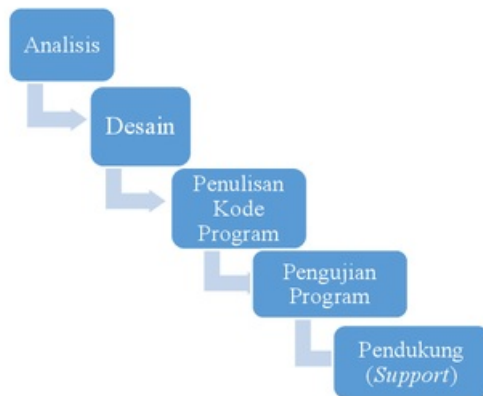 Analisis
Desain
Penulisan
Kode
Program
Pengujian
Program
Pendukung
(Support)